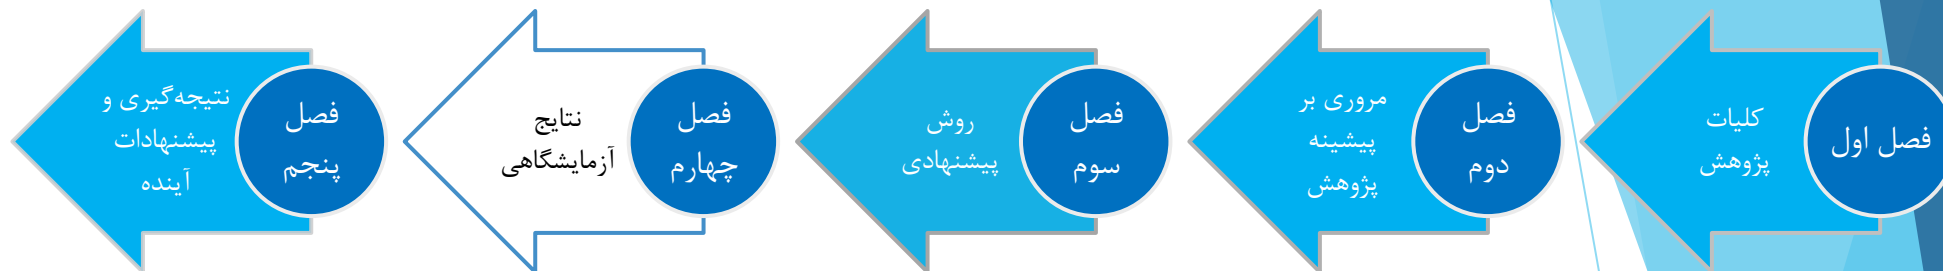 فصل اول
کلیات
پژوهش
فصل
دوم
مروری بر
پیشینه
پژوهش
فصل
سوم
روش
پیشنهادی
فصل
چهارم
نتایج
آزمایشگاهی
فصل
پنجم
نتیجه‌گیری و
پیشنهادات
آینده